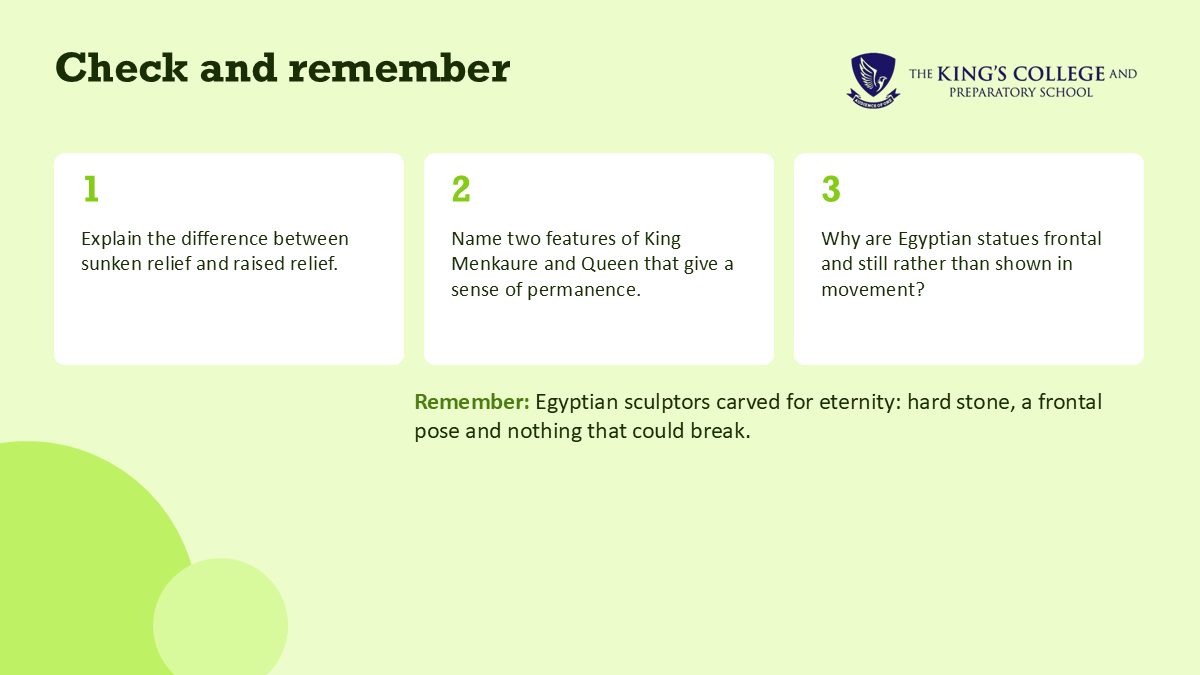 Check and remember
THE KING'S COLLEGE AND
PREPARATORY SCHOOL
AUDIENCE OF ONE
1
Explain the difference between
sunken relief and raised relief.
2
Name two features of King
Menkaure and Queen that give a
sense of permanence.
3
Why are Egyptian statues frontal
and still rather than shown in
movement?
Remember: Egyptian sculptors carved for eternity: hard stone, a frontal
pose and nothing that could break.